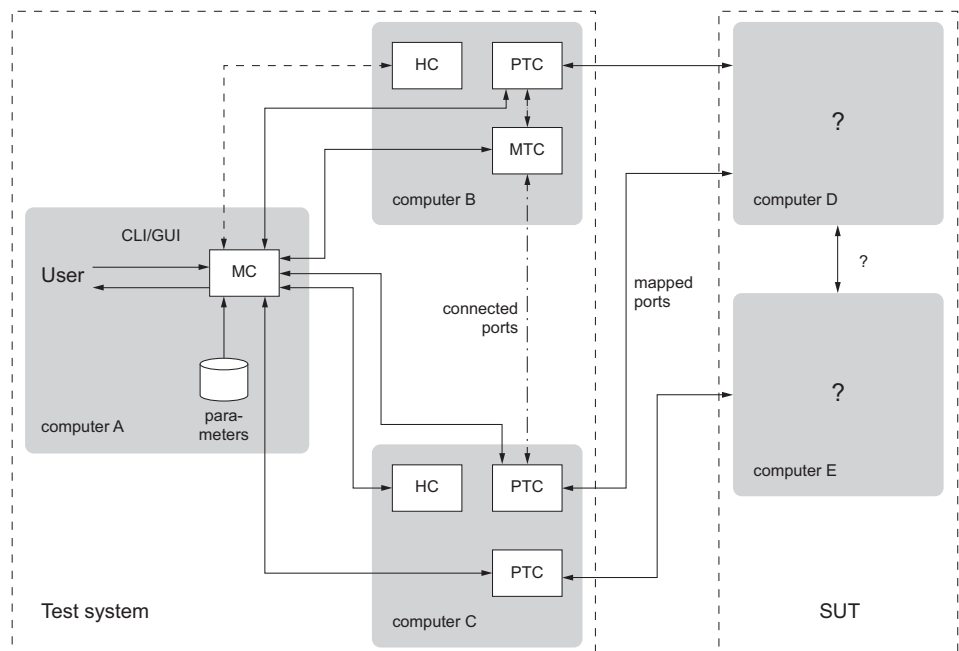 HC
PTC
?
MTC
computer B
computer D
CLI/GUI
User
MC
?
mapped
ports
connected
ports
?
para-
meters
computer A
HC
PTC
computer E
PTC
Test system
SUT
computer C